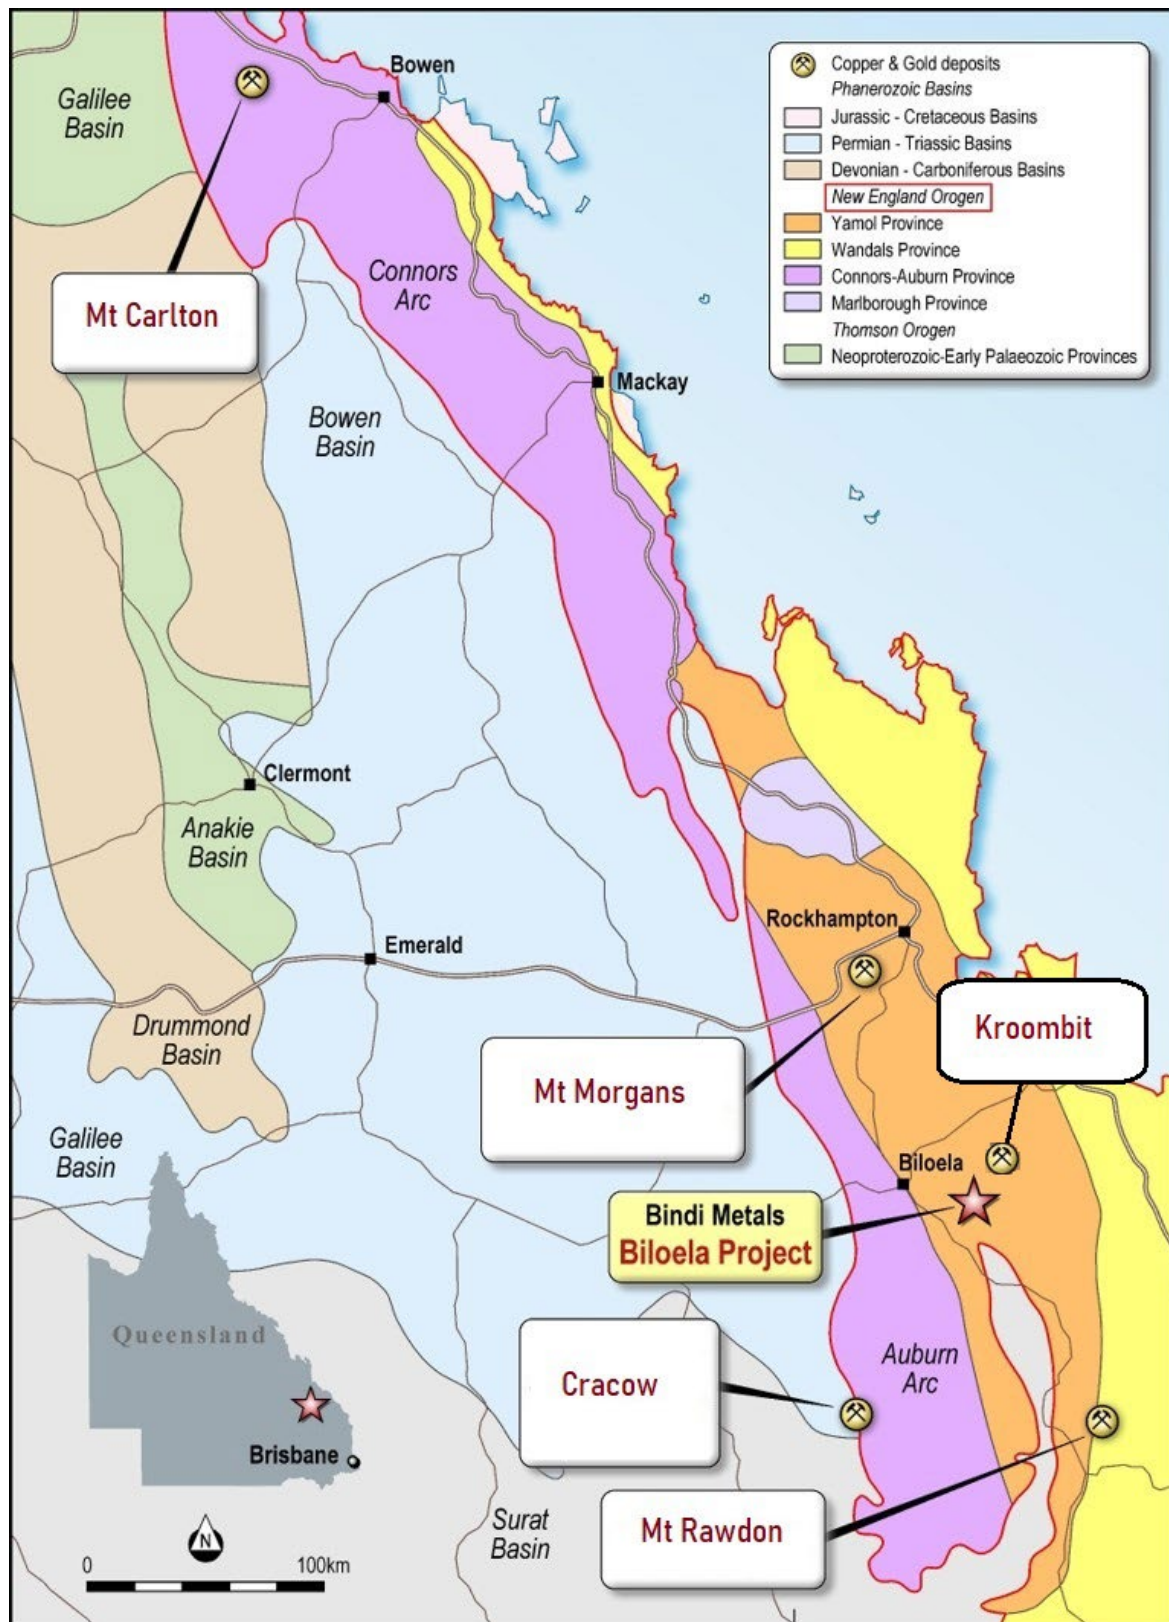 Bowen
Galilee
Basin
Mt Carlton
Connors
Arc
Mackay
Bowen
Basin
Copper & Gold deposits
Phanerozoic Basins
Jurassic - Cretaceous Basins
Permian - Triassic Basins
Devonian - Carboniferous Basins
New England Orogen
Yamol Province
Wandals Province
Connors-Auburn Province
Marlborough Province
Thomson Orogen
Neoproterozoic-Early Palaeozoic Provinces
Clermont
Anakie
Basin
Rockhampton
Emerald
Drummond
Basin
Kroombit
Mt Morgans
Galilee
Basin
Biloela
Bindi Metals
Biloela Project
Queensland
Auburn
Arc
Cracow
Brisbane
Mt Rawdon
Surat
Basin
N
0 100km